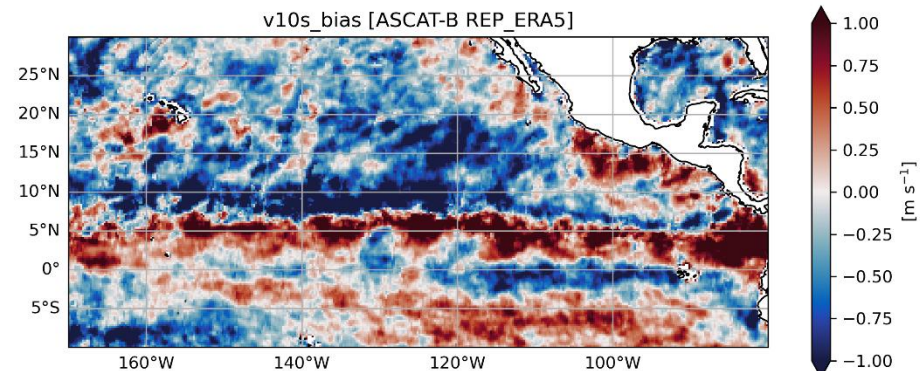 v10s_bias [ASCAT-B REP_ERA5]
25°N
20°N
15°N
10°N
5°N
0°
5°S
160°W
140°W
120°W
100°W
1.00
0.75
0.50
0.25
0.00
−0.25
−0.50
−0.75
−1.00
[m s⁻¹]